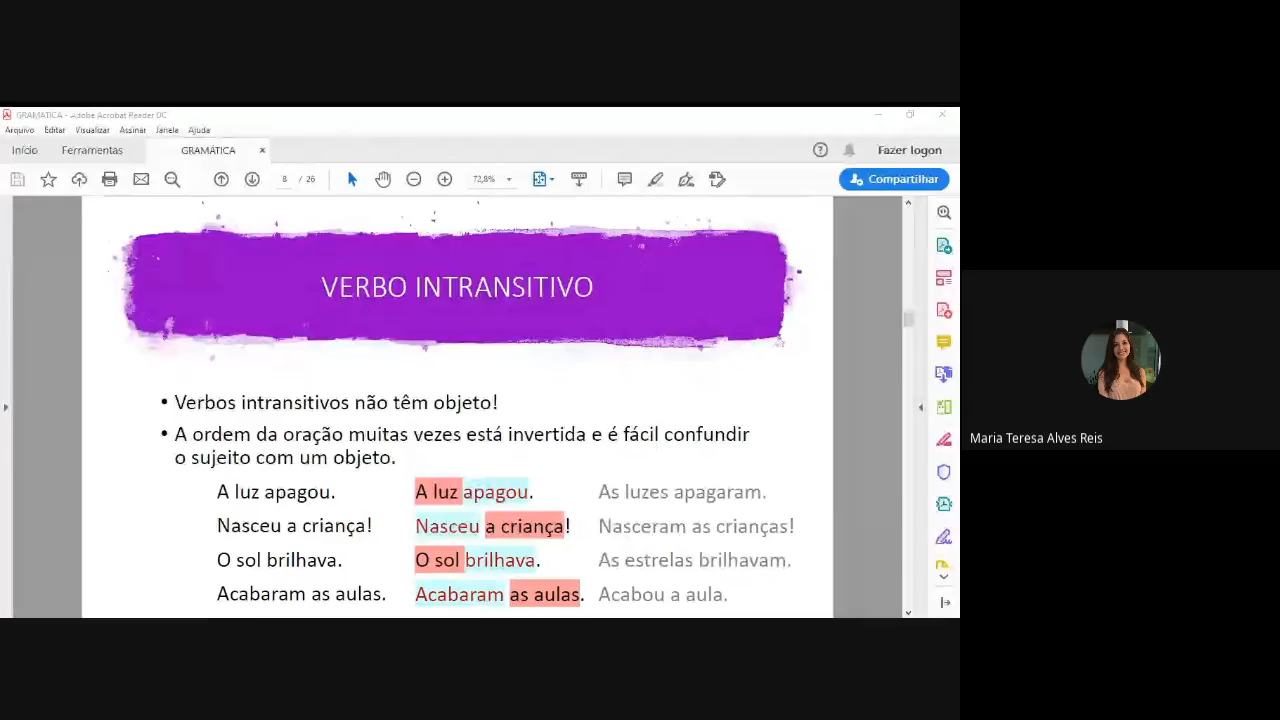 GRAMÁTICA - Adobe Acrobat Reader DC
Arquivo Editar Visualizar Assinar Janela Ajuda
Início Ferramentas GRAMÁTICA × Fazer logon
8 / 26 72,8% Compartilhar
VERBO INTRANSITIVO
• Verbos intransitivos não têm objeto!
• A ordem da oração muitas vezes está invertida e é fácil confundir
o sujeito com um objeto.
A luz apagou. A luz apagou. As luzes apagaram.
Nasceu a criança! Nasceu a criança! Nasceram as crianças!
O sol brilhava. O sol brilhava. As estrelas brilhavam.
Acabaram as aulas. Acabaram as aulas. Acabou a aula.
Maria Teresa Alves Reis